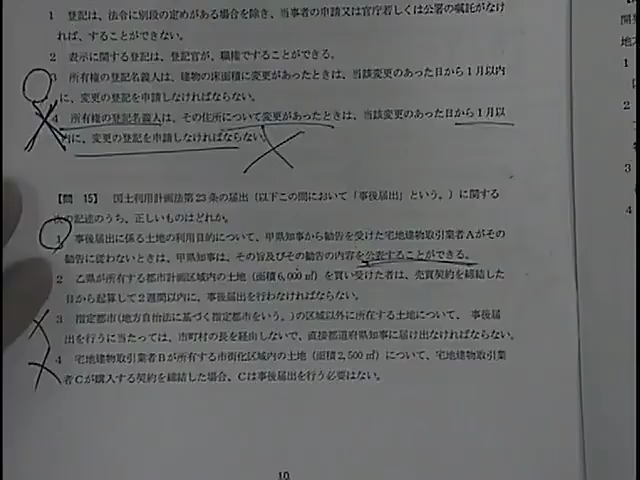 1 登記は、法令に別段の定めがある場合を除き、当事者の申請又は官庁若しくは公署の嘱託がなけ
れば、することができない。
2 表示に関する登記は、登記官が、職権ですることができる。
3 所有権の登記名義人は、建物の床面積に変更があったときは、当該変更のあった日から1月以内
に、変更の登記を申請しなければならない。
4 所有権の登記名義人は、その住所について変更があったときは、当該変更のあった日から1月以
内に、変更の登記を申請しなければならない。
【問 15】 国土利用計画法第23条の届出(以下この問において「事後届出」という。)に関する
次の記述のうち、正しいものはどれか。
1 事後届出に係る土地の利用目的について、甲県知事から勧告を受けた宅地建物取引業者Aがその
勧告に従わないときは、甲県知事は、その旨及びその勧告の内容を公表することができる。
2 乙県が所有する都市計画区域内の土地(面積6,000㎡)を買い受けた者は、売買契約を締結した
日から起算して2週間以内に、事後届出を行わなければならない。
3 指定都市(地方自治法に基づく指定都市をいう。)の区域以外に所在する土地について、事後届
出を行うに当たっては、市町村の長を経由しないで、直接都道府県知事に届け出なければならない。
4 宅地建物取引業者Bが所有する市街化区域内の土地(面積2,500㎡)について、宅地建物取引業
者Cが購入する契約を締結した場合、Cは事後届出を行う必要はない。
10
開
地方
1
2
3
4